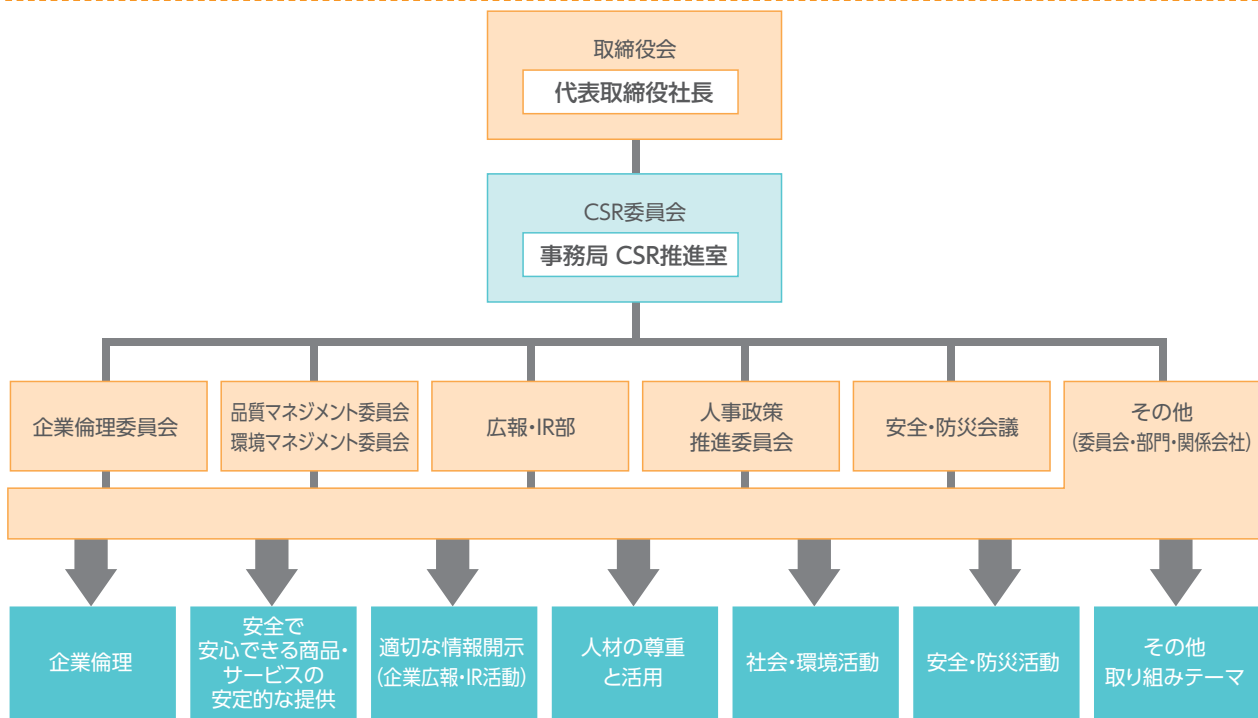 取締役会
代表取締役社長
CSR委員会
事務局 CSR推進室
企業倫理委員会
品質マネジメント委員会
環境マネジメント委員会
広報・IR部
人事政策
推進委員会
安全・防災会議
その他
(委員会・部門・関係会社)
企業倫理
安全で
安心できる商品・
サービスの
安定的な提供
適切な情報開示
(企業広報・IR活動)
人材の尊重
と活用
社会・環境活動
安全・防災活動
その他
取り組みテーマ